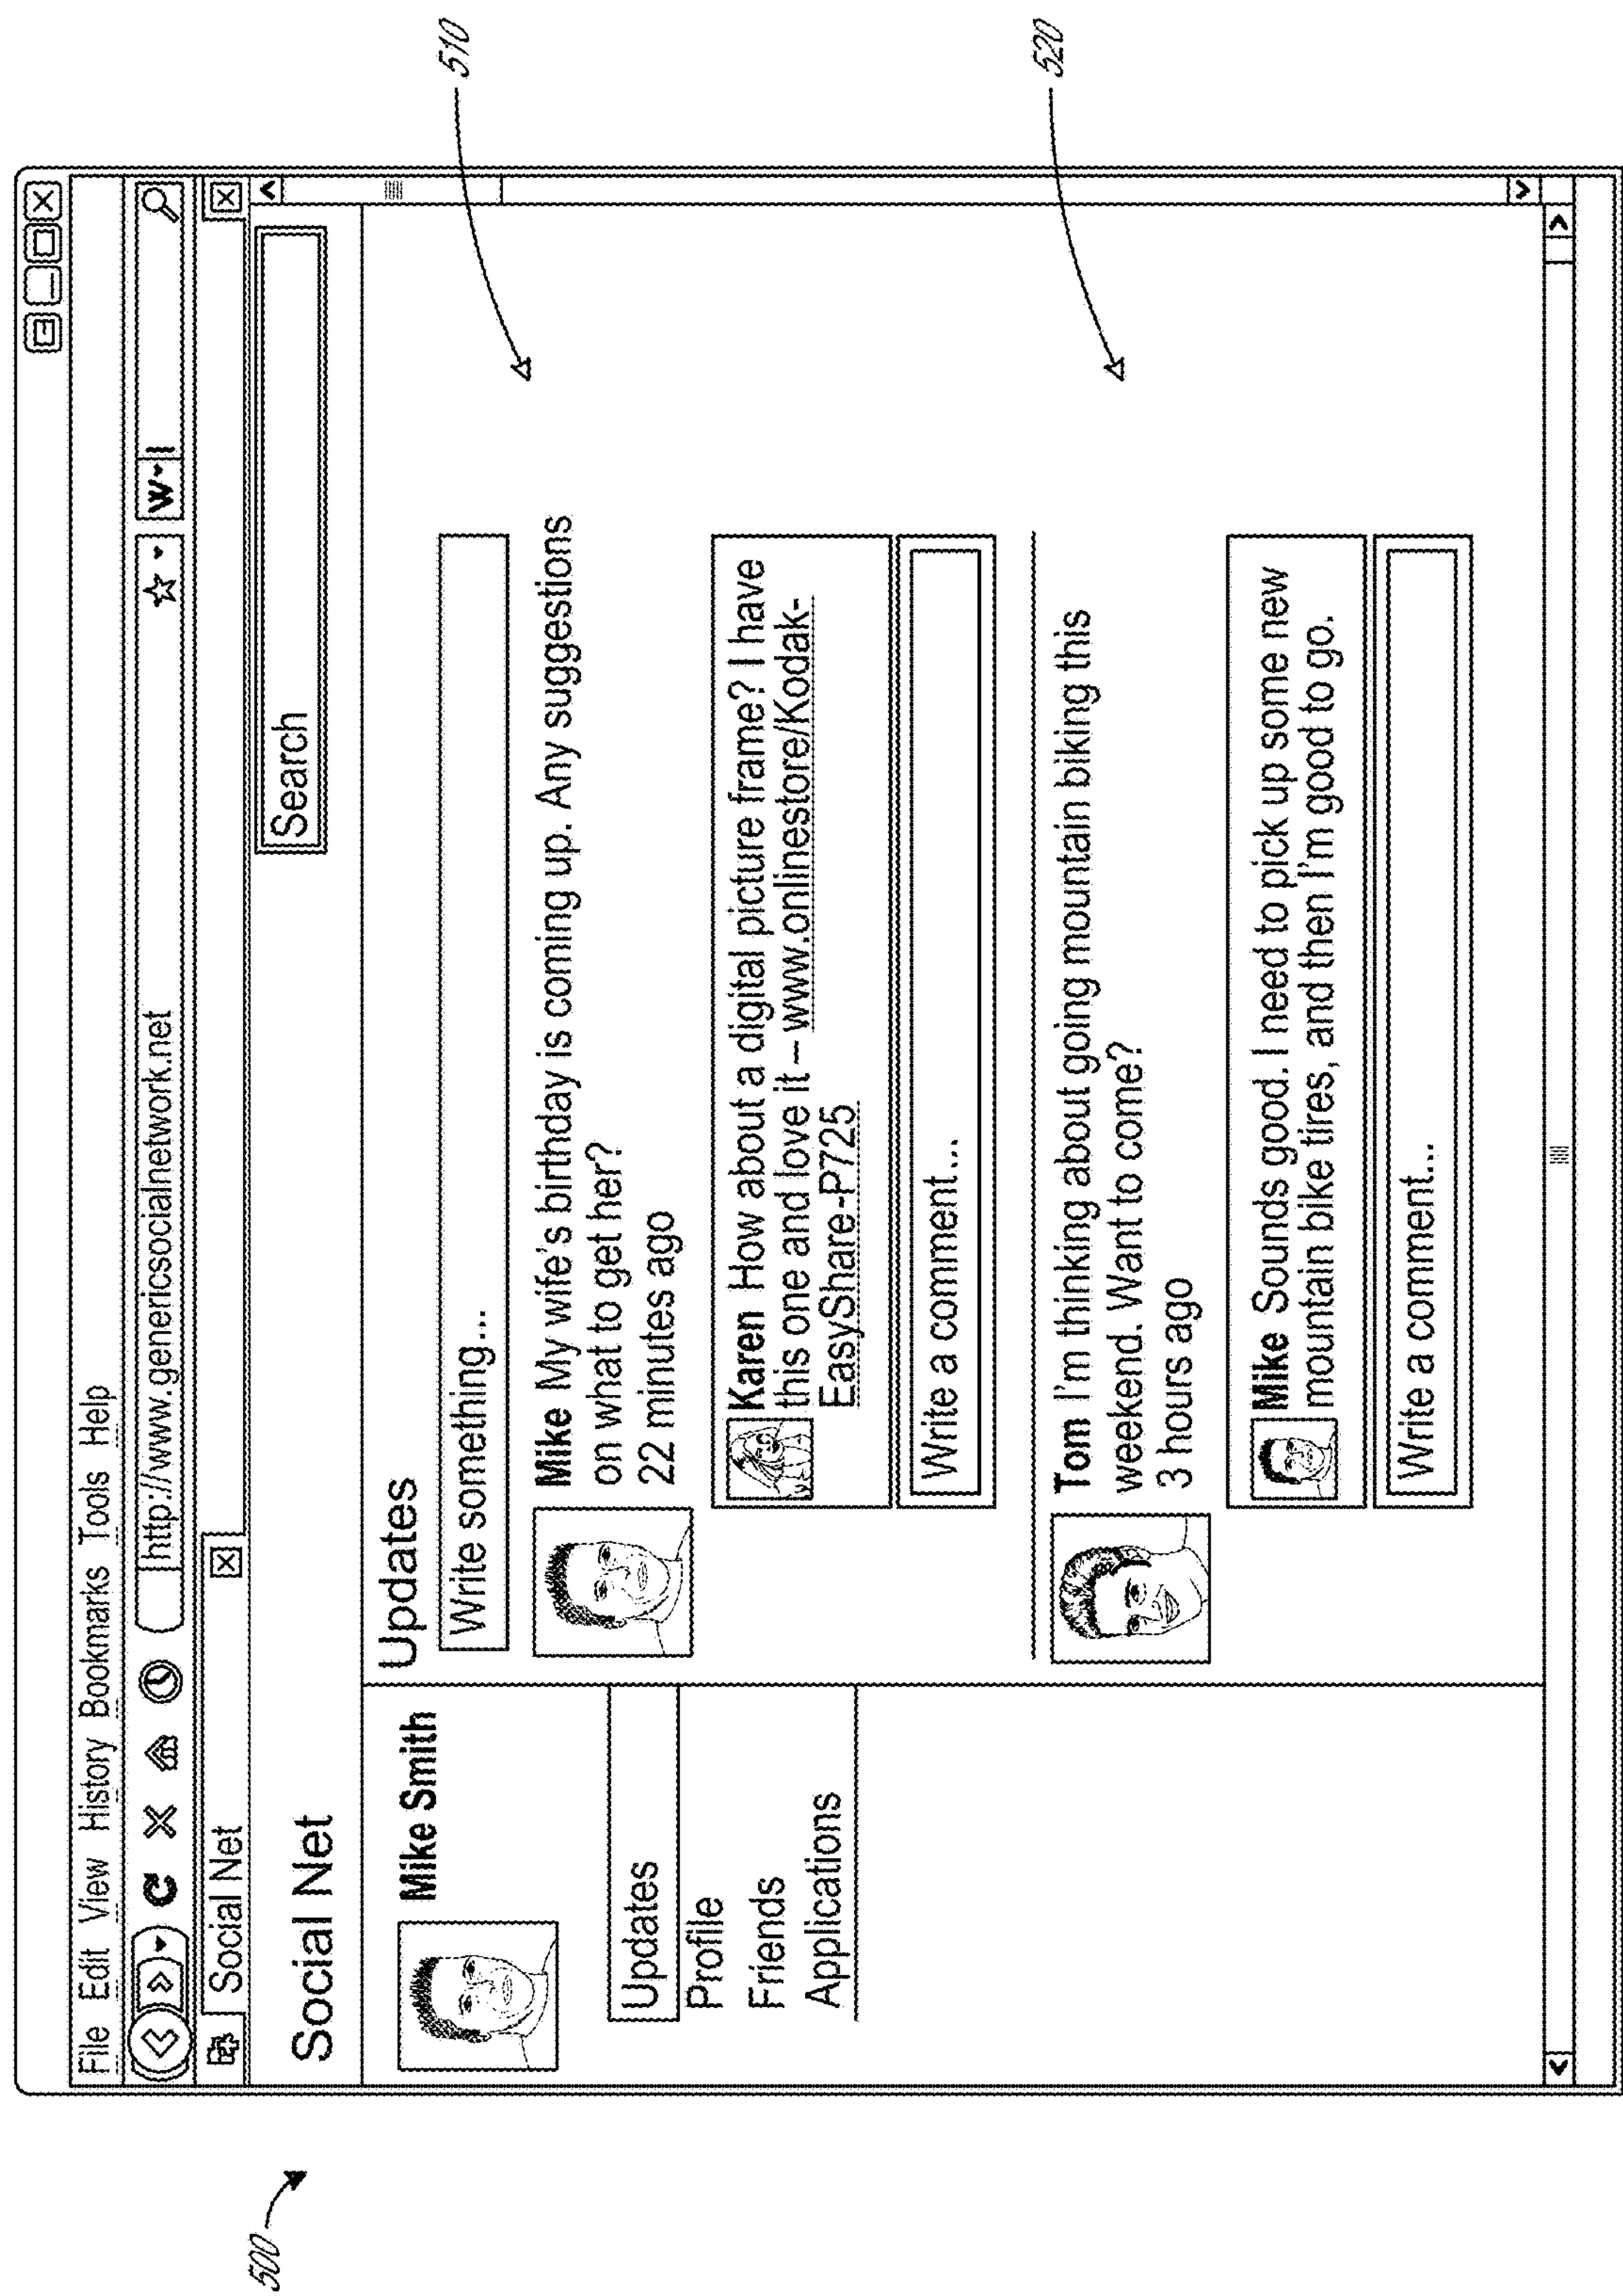 500
File Edit View History Bookmarks Tools Help
http://www.genericsocialnetwork.net
W
Social Net
Social Net
Search
Mike Smith
Updates
Profile
Friends
Applications
Updates
Write something...
510
Mike My wife's birthday is coming up. Any suggestions
on what to get her?
22 minutes ago
Karen How about a digital picture frame? I have
this one and love it – www.onlinestore/Kodak-
EasyShare-P725
Write a comment...
520
Tom I'm thinking about going mountain biking this
weekend. Want to come?
3 hours ago
Mike Sounds good. I need to pick up some new
mountain bike tires, and then I'm good to go.
Write a comment...